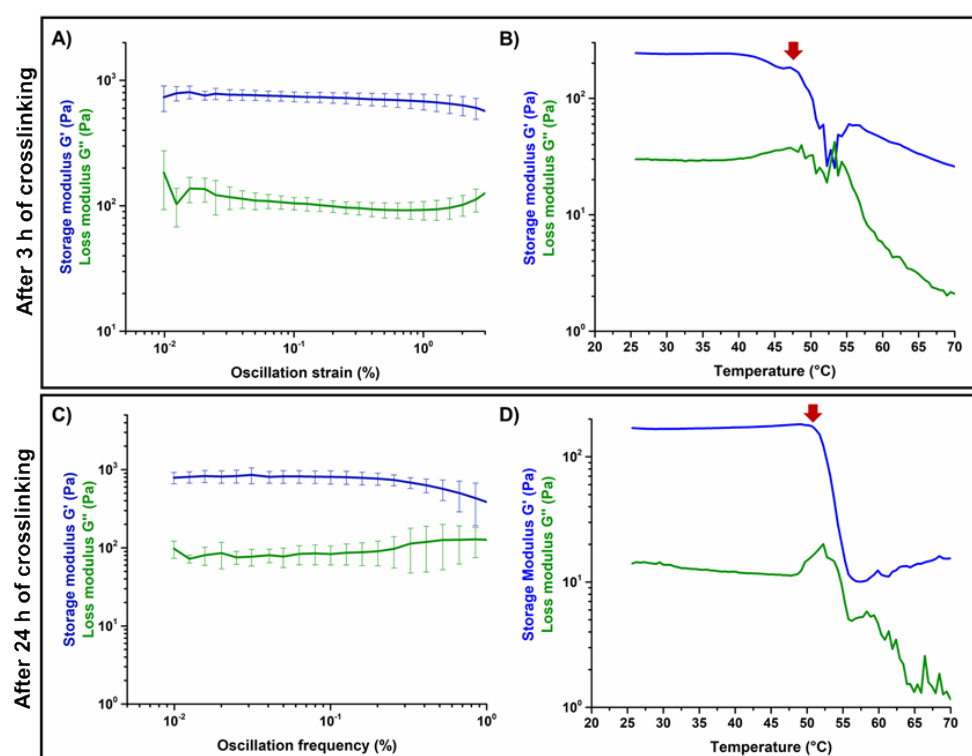 After 3 h of crosslinking
A)
Storage modulus G' (Pa)
Loss modulus G'' (Pa)
10³
10²
10¹
10⁻² 10⁻¹ 10⁰
Oscillation strain (%)
B)
Storage modulus G' (Pa)
Loss modulus G'' (Pa)
10²
10¹
10⁰
20 25 30 35 40 45 50 55 60 65 70
Temperature (°C)
After 24 h of crosslinking
C)
Storage modulus G' (Pa)
Loss modulus G'' (Pa)
10³
10²
10¹
10⁰
10⁻² 10⁻¹ 10⁰
Oscillation frequency (%)
D)
Storage Modulus G' (Pa)
Loss modulus G'' (Pa)
10²
10¹
10⁰
20 25 30 35 40 45 50 55 60 65 70
Temperature (°C)